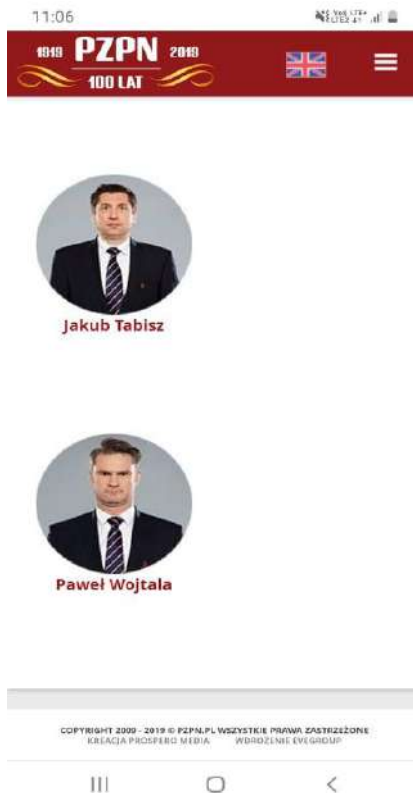 11:06
1919 PZPN 2019
100 LAT
Jakub Tabisz
Paweł Wojtala
COPYRIGHT 2009 - 2019 © PZPN.PL WSZYSTKIE PRAWA ZASTRZEŻONE
KREACJA PROSPERO MEDIA WDROŻENIE EVEGROUP